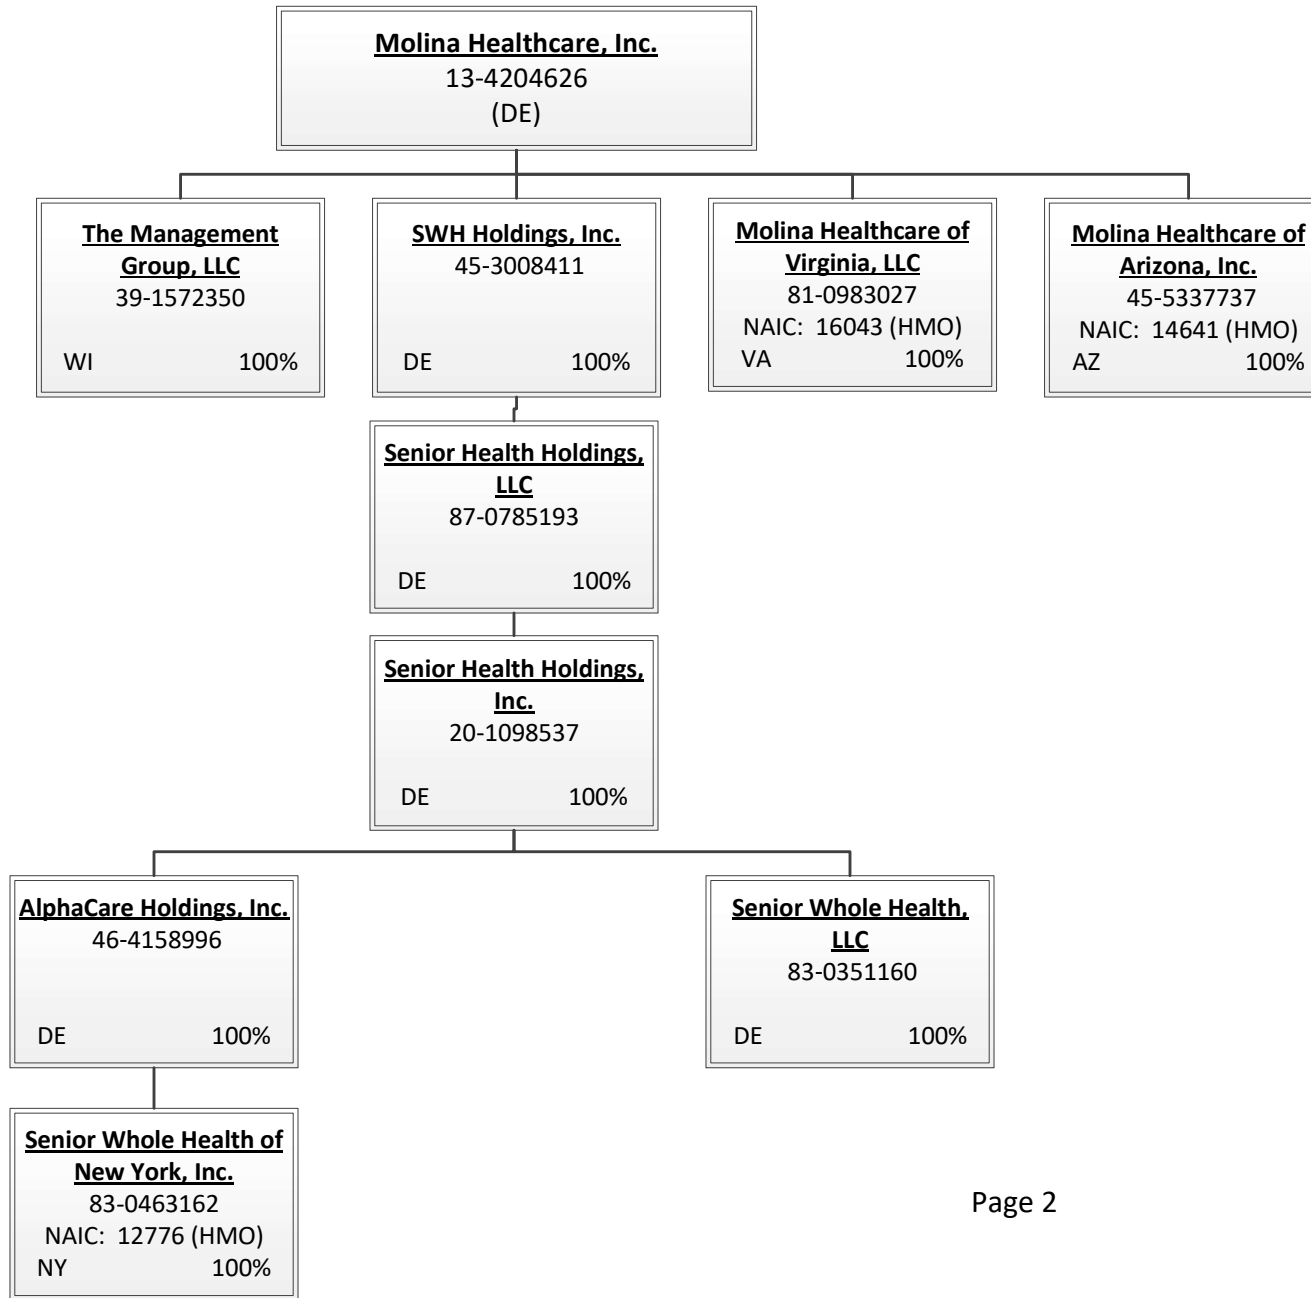 Molina Healthcare, Inc.
13-4204626
(DE)
The Management
Group, LLC
39-1572350
WI 100%
SWH Holdings, Inc.
45-3008411
DE 100%
Molina Healthcare of
Virginia, LLC
81-0983027
NAIC: 16043 (HMO)
VA 100%
Molina Healthcare of
Arizona, Inc.
45-5337737
NAIC: 14641 (HMO)
AZ 100%
Senior Health Holdings,
LLC
87-0785193
DE 100%
Senior Health Holdings,
Inc.
20-1098537
DE 100%
AlphaCare Holdings, Inc.
46-4158996
DE 100%
Senior Whole Health,
LLC
83-0351160
DE 100%
Senior Whole Health of
New York, Inc.
83-0463162
NAIC: 12776 (HMO)
NY 100%
Page 2